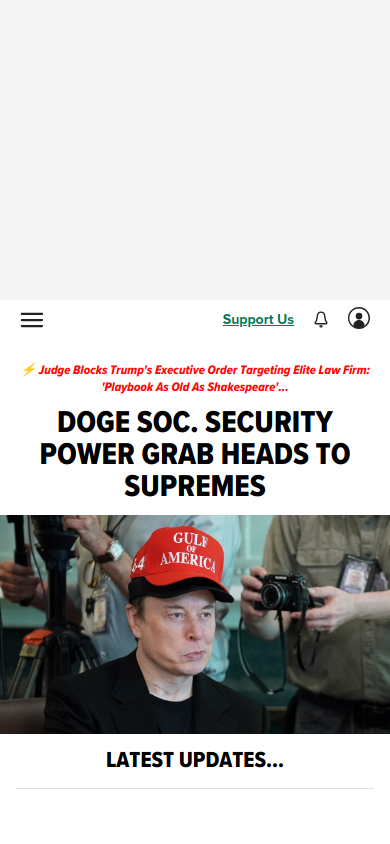 Support Us
⚡ Judge Blocks Trump's Executive Order Targeting Elite Law Firm:
'Playbook As Old As Shakespeare'...
DOGE SOC. SECURITY
POWER GRAB HEADS TO
SUPREMES
GULF
OF
AMERICA
LATEST UPDATES...